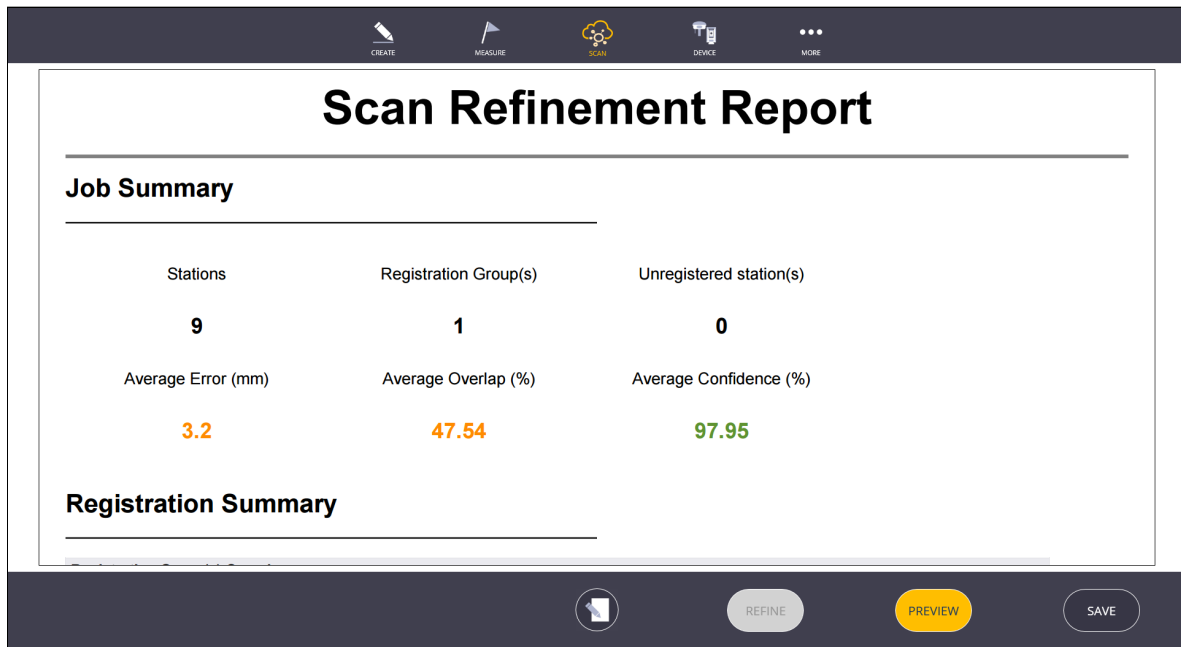 CREATE MEASURE SCAN DEVICE MORE
Scan Refinement Report
Job Summary
Stations Registration Group(s) Unregistered station(s)
9 1 0
Average Error (mm) Average Overlap (%) Average Confidence (%)
3.2 47.54 97.95
Registration Summary
REFINE PREVIEW SAVE